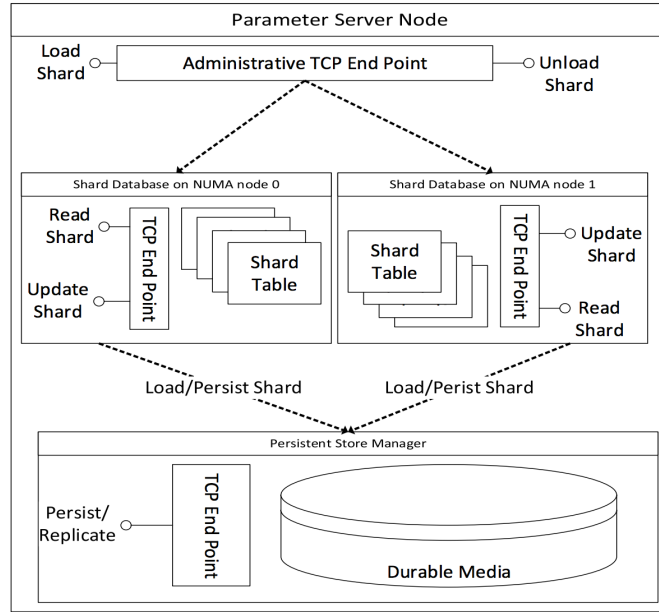 Parameter Server Node
Load
Shard
Administrative TCP End Point
Unload
Shard
Shard Database on NUMA node 0
Read
Shard
Update
Shard
TCP End Point
Shard
Table
Shard Database on NUMA node 1
Shard
Table
TCP End Point
Update
Shard
Read
Shard
Load/Persist Shard
Load/Perist Shard
Persistent Store Manager
Persist/
Replicate
TCP End Point
Durable Media